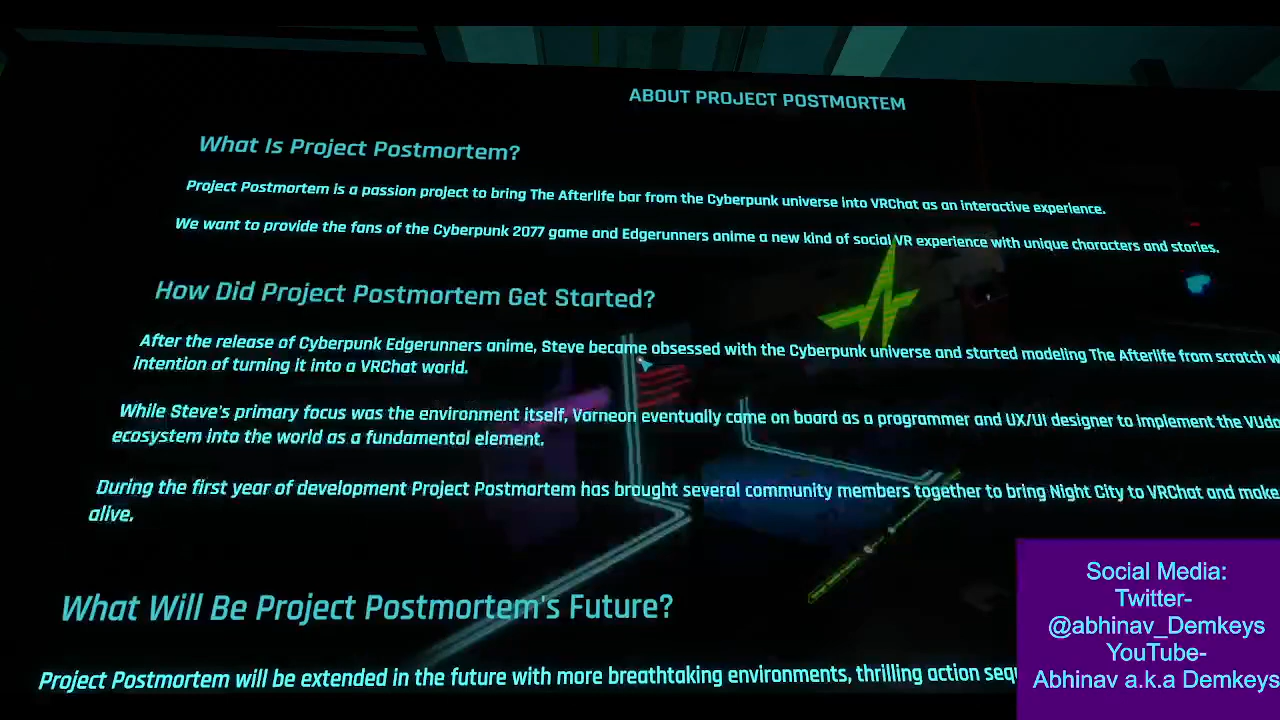 ABOUT PROJECT POSTMORTEM
What Is Project Postmortem?
Project Postmortem is a passion project to bring The Afterlife bar from the Cyberpunk universe into VRChat as an interactive experience.
We want to provide the fans of the Cyberpunk 2077 game and Edgerunners anime a new kind of social VR experience with unique characters and stories.
How Did Project Postmortem Get Started?
After the release of Cyberpunk Edgerunners anime, Steve became obsessed with the Cyberpunk universe and started modeling The Afterlife from scratch
intention of turning it into a VRChat world.
While Steve's primary focus was the environment itself, Varneon eventually came on board as a programmer and UX/UI designer to implement the
ecosystem into the world as a fundamental element.
During the first year of development Project Postmortem has brought several community members together to bring Night City to VRChat and make
alive.
What Will Be Project Postmortem's Future?
Project Postmortem will be extended in the future with more breathtaking environments, thrilling action
Social Media:
Twitter-
@abhinav_Demkeys
YouTube-
Abhinav a.k.a Demkeys